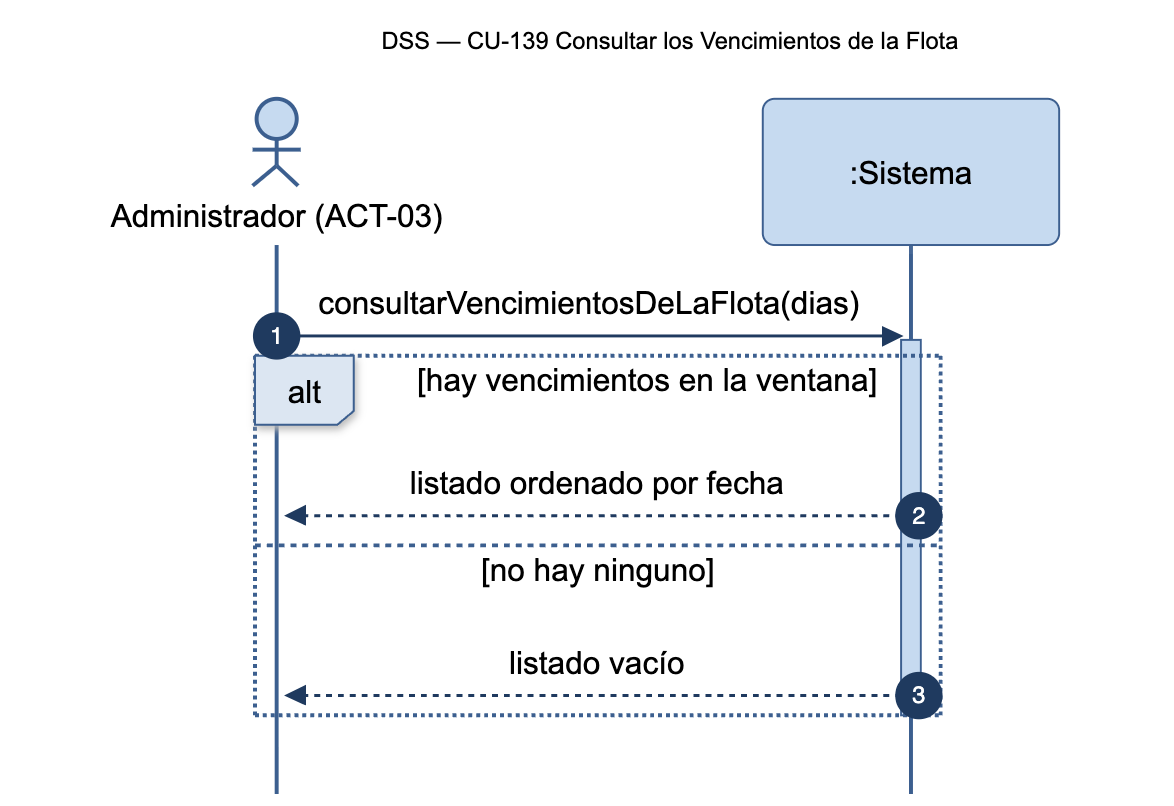 DSS — CU-139 Consultar los Vencimientos de la Flota
Administrador (ACT-03)
:Sistema
consultarVencimientosDeLaFlota(dias)
1
alt
[hay vencimientos en la ventana]
listado ordenado por fecha
2
[no hay ninguno]
listado vacío
3